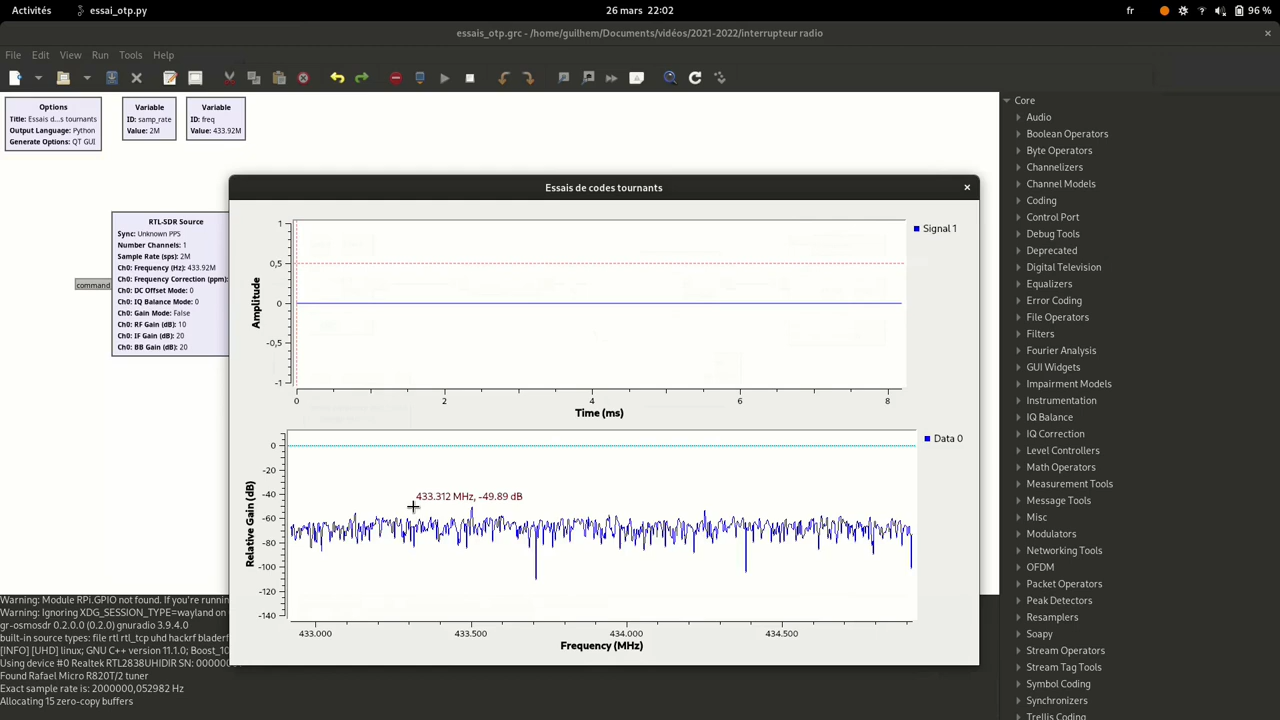 Activités
essai_otp.py
26 mars 22:02
fr
96 %
essais_otp.grc - /home/guilhem/Documents/vidéos/2021-2022/interrupteur radio
File Edit View Run Tools Help
Options
Title: Essais d...s tournants
Output Language: Python
Generate Options: QT GUI
Variable
ID: samp_rate
Value: 2M
Variable
ID: freq
Value: 433.92M
RTL-SDR Source
Sync: Unknown PPS
Number Channels: 1
Sample Rate (sps): 2M
Ch0: Frequency (Hz): 433.92M
Ch0: Frequency Correction (ppm):
Ch0: DC Offset Mode: 0
Ch0: IQ Balance Mode: 0
Ch0: Gain Mode: False
Ch0: RF Gain (dB): 10
Ch0: IF Gain (dB): 20
Ch0: BB Gain (dB): 20
command
Essais de codes tournants
Signal 1
1
0,5
0
-0,5
-1
Amplitude
0 2 4 6 8
Time (ms)
Data 0
0
-20
-40
-60
-80
-100
-120
-140
Relative Gain (dB)
433.312 MHz, -49.89 dB
433.000 433.500 434.000 434.500
Frequency (MHz)
Core
Audio
Boolean Operators
Byte Operators
Channelizers
Channel Models
Coding
Control Port
Debug Tools
Deprecated
Digital Television
Equalizers
Error Coding
File Operators
Filters
Fourier Analysis
GUI Widgets
Impairment Models
Instrumentation
IQ Balance
IQ Correction
Level Controllers
Math Operators
Measurement Tools
Message Tools
Misc
Modulators
Networking Tools
OFDM
Packet Operators
Peak Detectors
Resamplers
Soapy
Stream Operators
Stream Tag Tools
Symbol Coding
Synchronizers
Trellis Coding
Warning: Module RPi.GPIO not found. If you're runnin
Warning: Ignoring XDG_SESSION_TYPE=wayland on
gr-osmosdr 0.2.0.0 (0.2.0) gnuradio 3.9.4.0
built-in source types: file rtl rtl_tcp uhd hackrf bladerf
[INFO] [UHD] linux; GNU C++ version 11.1.0; Boost_10
Using device #0 Realtek RTL2838UHIDIR SN: 000000
Found Rafael Micro R820T/2 tuner
Exact sample rate is: 2000000,052982 Hz
Allocating 15 zero-copy buffers